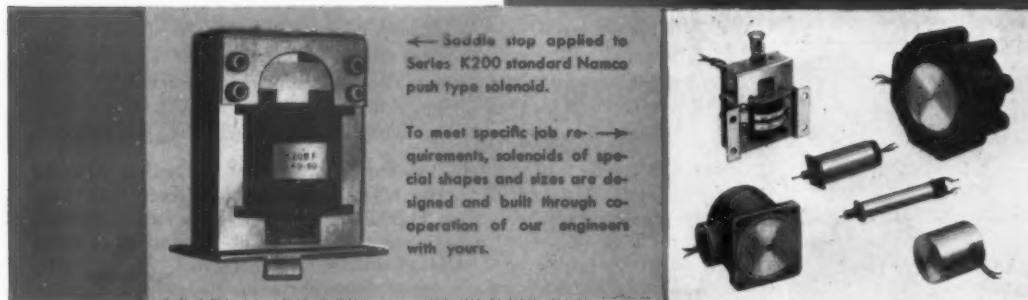 ← Saddle stop applied to
Series K200 standard Namco
push type solenoid.
To meet specific job re- →
quirements, solenoids of spe-
cial shapes and sizes are de-
signed and built through co-
operation of our engineers
with yours.